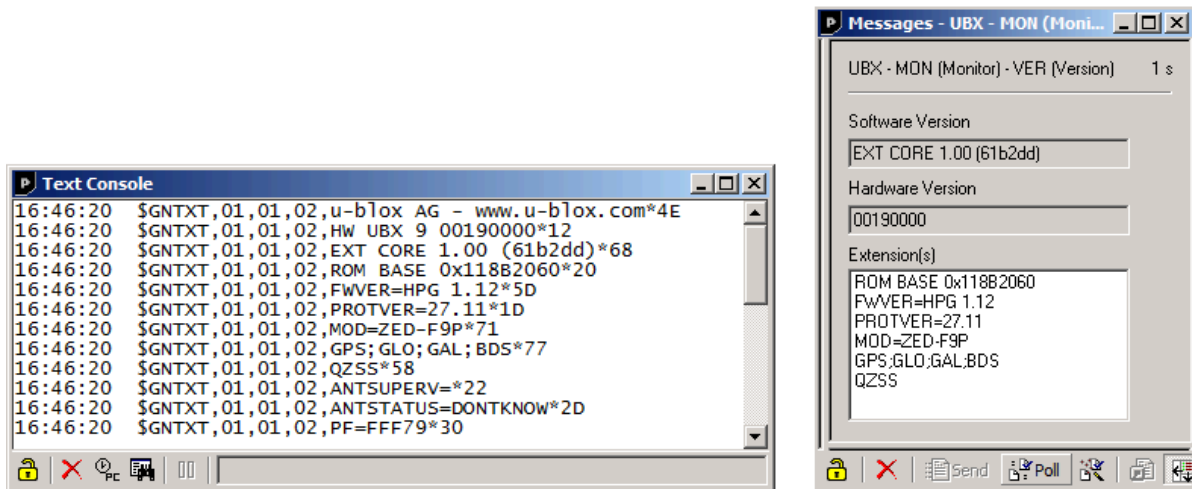 Text Console
16:46:20 $GNTXT,01,01,02,u-blox AG - www.u-blox.com*4E
16:46:20 $GNTXT,01,01,02,HW UBX 9 00190000*12
16:46:20 $GNTXT,01,01,02,EXT CORE 1.00 (61b2dd)*68
16:46:20 $GNTXT,01,01,02,ROM BASE 0x118B2060*20
16:46:20 $GNTXT,01,01,02,FWVER=HPG 1.12*5D
16:46:20 $GNTXT,01,01,02,PROTVER=27.11*1D
16:46:20 $GNTXT,01,01,02,MOD=ZED-F9P*71
16:46:20 $GNTXT,01,01,02,GPS;GLO;GAL;BDS*77
16:46:20 $GNTXT,01,01,02,QZSS*58
16:46:20 $GNTXT,01,01,02,ANTSUPERV=*22
16:46:20 $GNTXT,01,01,02,ANTSTATUS=DONTKNOW*2D
16:46:20 $GNTXT,01,01,02,PF=FFF79*30
PC
Messages - UBX - MON (Moni...
UBX - MON (Monitor) - VER (Version) 1 s
Software Version
EXT CORE 1.00 (61b2dd)
Hardware Version
00190000
Extension(s)
ROM BASE 0x118B2060
FWVER=HPG 1.12
PROTVER=27.11
MOD=ZED-F9P
GPS;GLO;GAL;BDS
QZSS
Send Poll